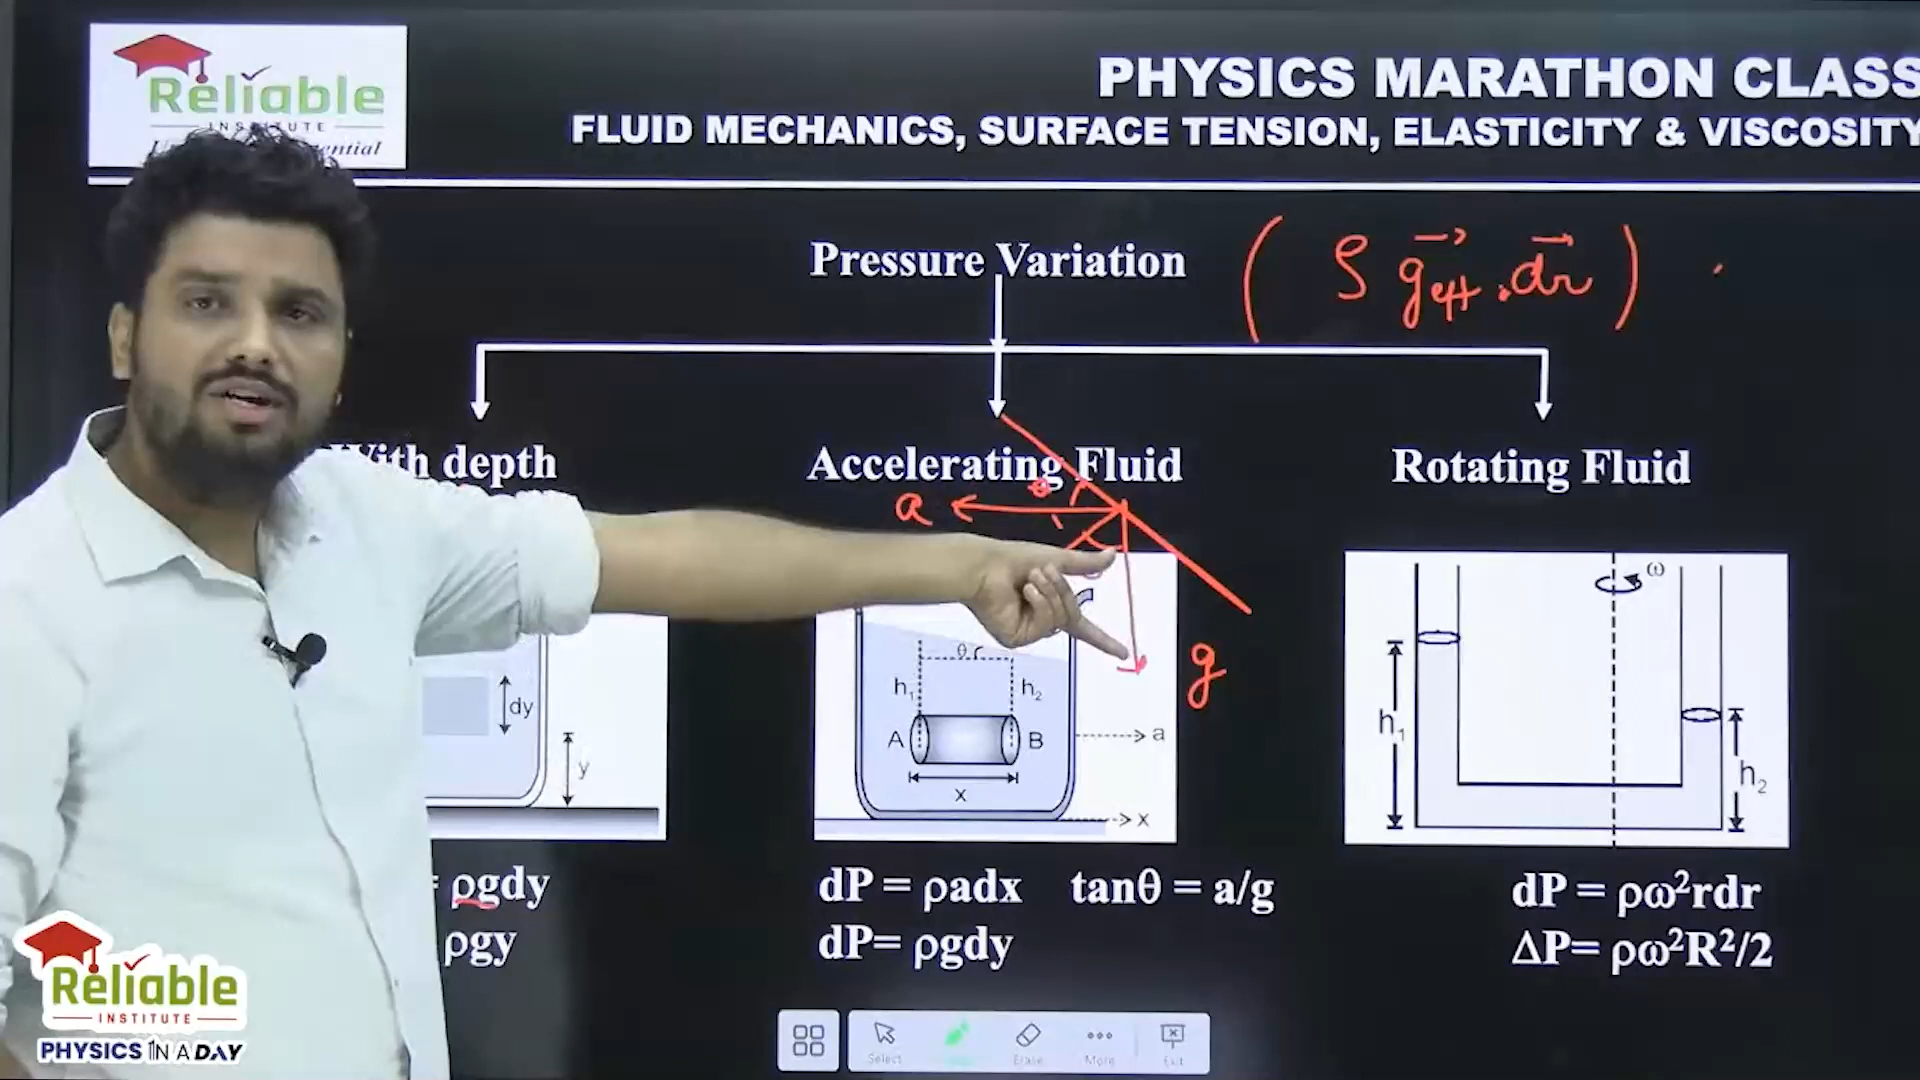 Reliable
INSTITUTE
ential
PHYSICS MARATHON CLASS
FLUID MECHANICS, SURFACE TENSION, ELASTICITY & VISCOSITY
Pressure Variation
( ρ g⃗eff . dr⃗ )
With depth
Accelerating Fluid
Rotating Fluid
θ
a
g
dy
y
θ
h₁
h₂
A
B
a
x
x
ω
h₁
h₂
= ρgdy
ρgy
dP = ρadx tanθ = a/g
dP= ρgdy
dP = ρω²rdr
ΔP= ρω²R²/2
Reliable
INSTITUTE
PHYSICS IN A DAY
Select
Erase
More
Exit